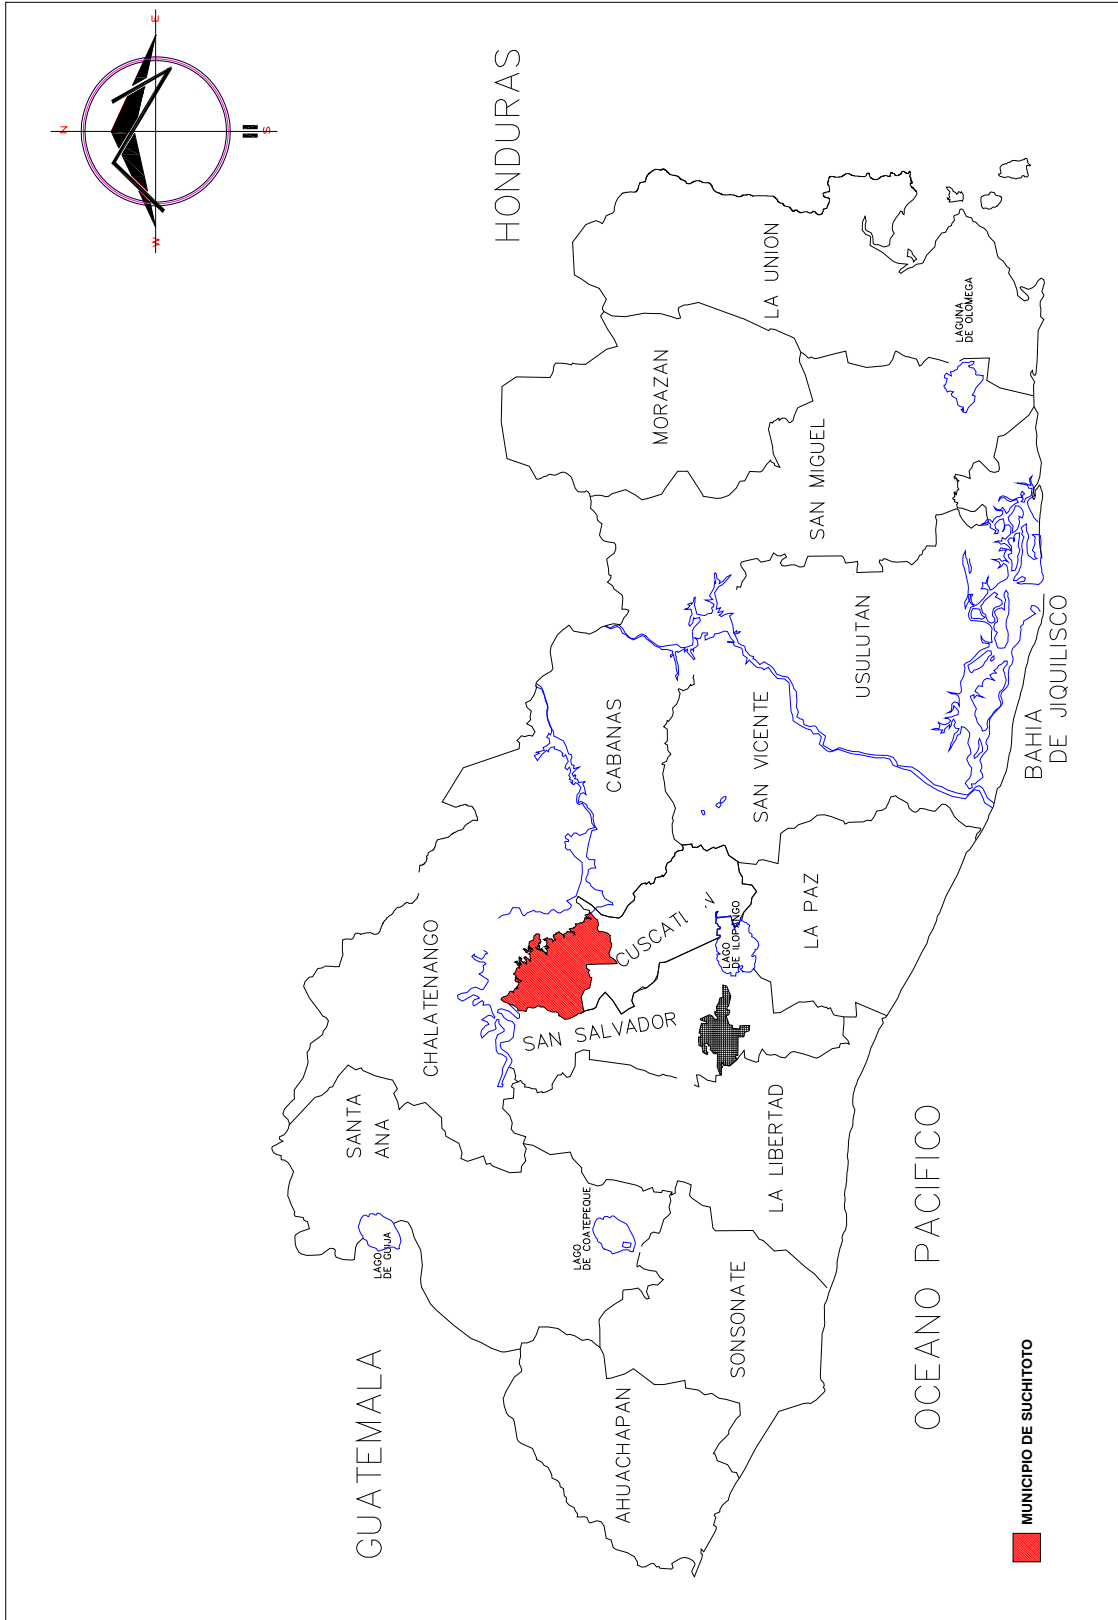 N
E
W
S
HONDURAS
GUATEMALA
LA UNION
LAGUNA
DE OLOMEGA
MORAZAN
SAN MIGUEL
USULUTAN
BAHIA
DE JIQUILISCO
CABANAS
SAN VICENTE
LA PAZ
CHALATENANGO
CUSCATL
LAGO
DE ILOPANGO
SAN SALVADOR
SANTA
ANA
LAGO
DE GUIJA
LAGO
DE COATEPEQUE
LA LIBERTAD
SONSONATE
AHUACHAPAN
OCEANO PACIFICO
MUNICIPIO DE SUCHITOTO